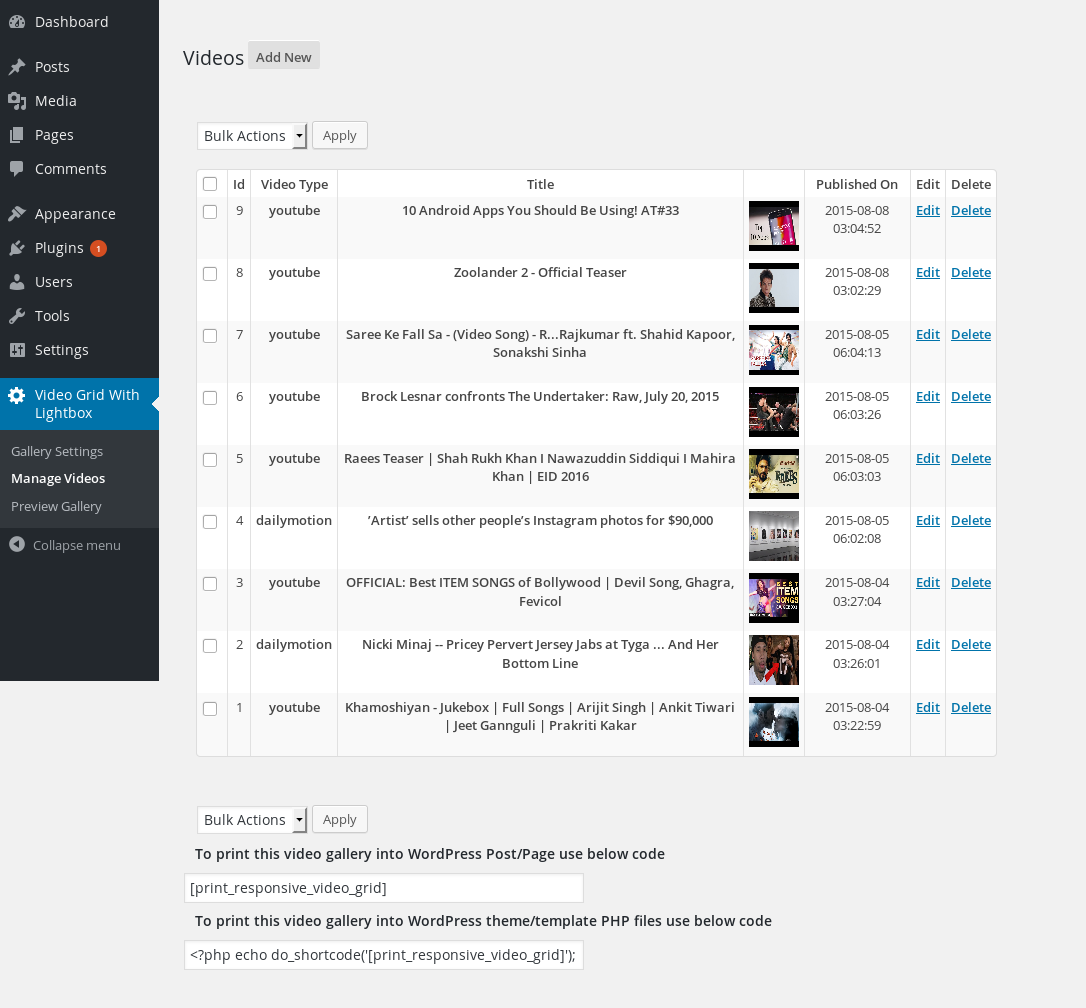 Dashboard
Posts
Media
Pages
Comments
Appearance
Plugins 1
Users
Tools
Settings
Video Grid With
Lightbox
Gallery Settings
Manage Videos
Preview Gallery
Collapse menu
Videos Add New
Bulk Actions Apply
Id Video Type Title Published On Edit Delete
9 youtube 10 Android Apps You Should Be Using! AT#33 2015-08-08 Edit Delete
03:04:52
8 youtube Zoolander 2 - Official Teaser 2015-08-08 Edit Delete
03:02:29
7 youtube Saree Ke Fall Sa - (Video Song) - R...Rajkumar ft. Shahid Kapoor, 2015-08-05 Edit Delete
Sonakshi Sinha 06:04:13
6 youtube Brock Lesnar confronts The Undertaker: Raw, July 20, 2015 2015-08-05 Edit Delete
06:03:26
5 youtube Raees Teaser | Shah Rukh Khan I Nawazuddin Siddiqui I Mahira 2015-08-05 Edit Delete
Khan | EID 2016 06:03:03
4 dailymotion ’Artist’ sells other people’s Instagram photos for $90,000 2015-08-05 Edit Delete
06:02:08
3 youtube OFFICIAL: Best ITEM SONGS of Bollywood | Devil Song, Ghagra, 2015-08-04 Edit Delete
Fevicol 03:27:04
2 dailymotion Nicki Minaj -- Pricey Pervert Jersey Jabs at Tyga ... And Her 2015-08-04 Edit Delete
Bottom Line 03:26:01
1 youtube Khamoshiyan - Jukebox | Full Songs | Arijit Singh | Ankit Tiwari 2015-08-04 Edit Delete
| Jeet Gannguli | Prakriti Kakar 03:22:59
Bulk Actions Apply
To print this video gallery into WordPress Post/Page use below code
[print_responsive_video_grid]
To print this video gallery into WordPress theme/template PHP files use below code
<?php echo do_shortcode('[print_responsive_video_grid]');